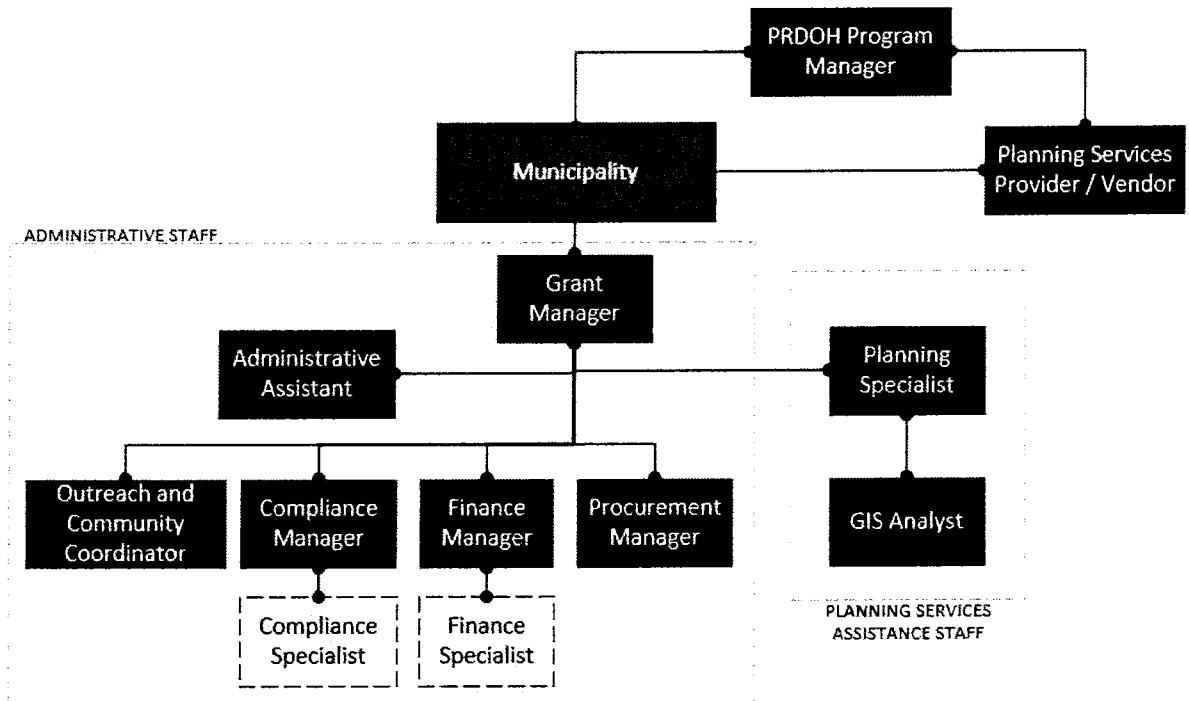 PRDOH Program
Manager
Municipality
Planning Services
Provider / Vendor
ADMINISTRATIVE STAFF
Grant
Manager
Administrative
Assistant
Planning
Specialist
Outreach and
Community
Coordinator
Compliance
Manager
Finance
Manager
Procurement
Manager
GIS Analyst
Compliance
Specialist
Finance
Specialist
PLANNING SERVICES
ASSISTANCE STAFF